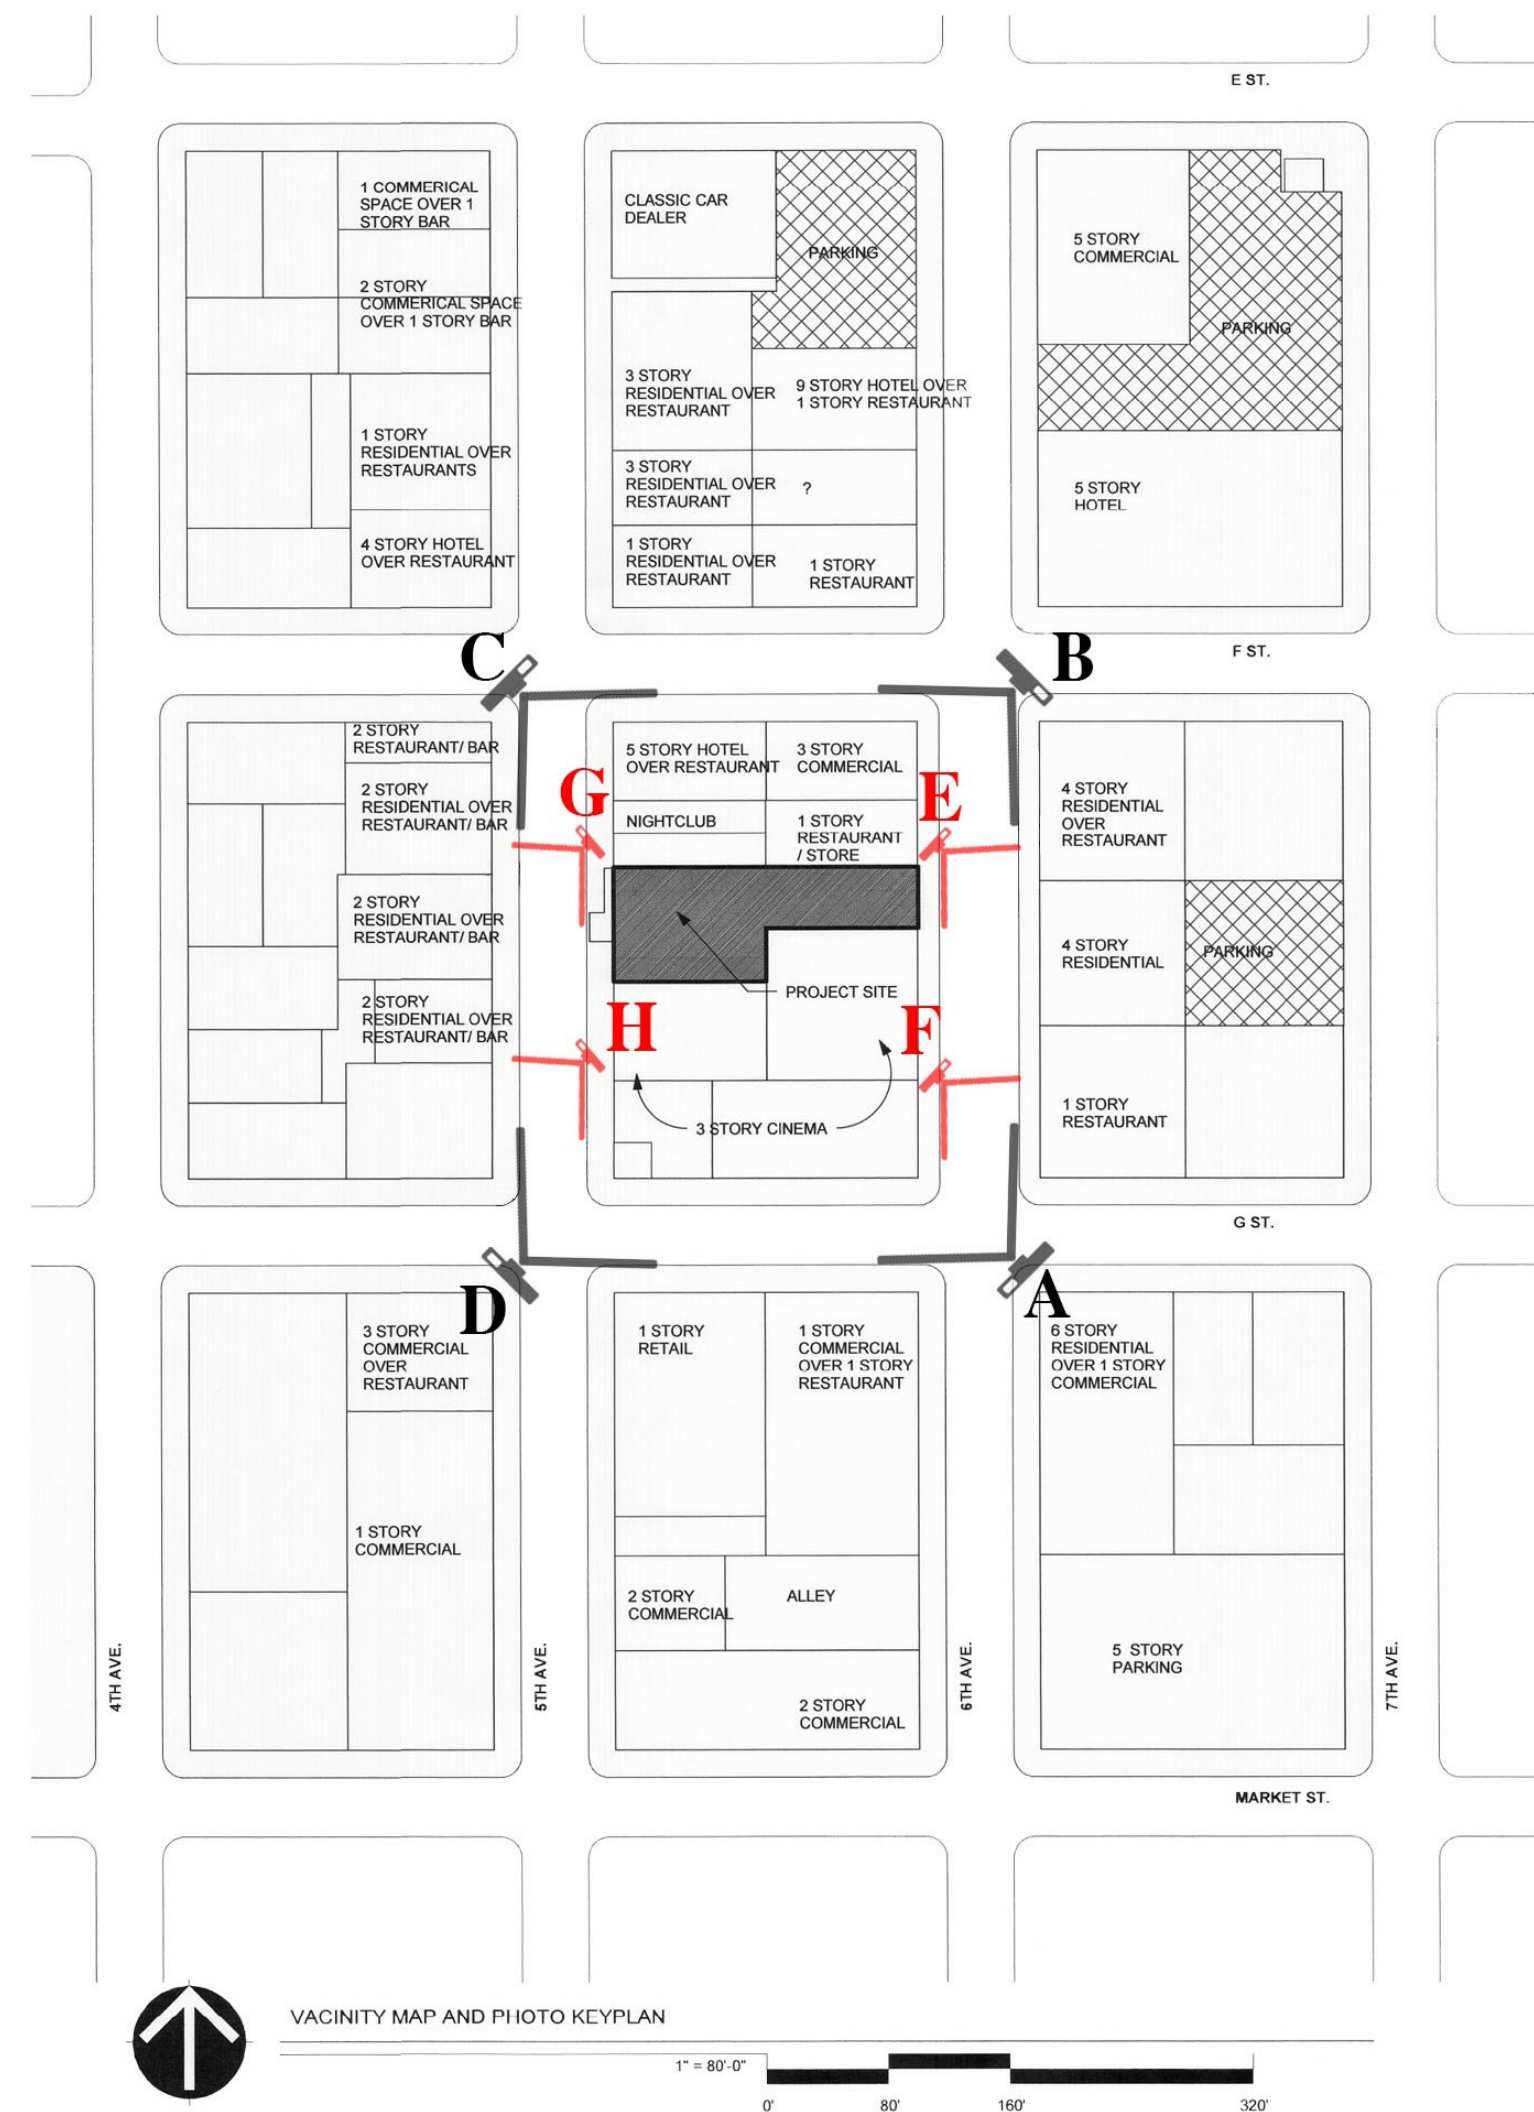 E ST.
1 COMMERICAL
SPACE OVER 1
STORY BAR
2 STORY
COMMERICAL SPACE
OVER 1 STORY BAR
1 STORY
RESIDENTIAL OVER
RESTAURANTS
4 STORY HOTEL
OVER RESTAURANT
CLASSIC CAR
DEALER
PARKING
3 STORY
RESIDENTIAL OVER
RESTAURANT
9 STORY HOTEL OVER
1 STORY RESTAURANT
3 STORY
RESIDENTIAL OVER
RESTAURANT
?
1 STORY
RESIDENTIAL OVER
RESTAURANT
1 STORY
RESTAURANT
5 STORY
COMMERCIAL
PARKING
5 STORY
HOTEL
C
B
F ST.
2 STORY
RESTAURANT/ BAR
2 STORY
RESIDENTIAL OVER
RESTAURANT/ BAR
2 STORY
RESIDENTIAL OVER
RESTAURANT/ BAR
2 STORY
RESIDENTIAL OVER
RESTAURANT/ BAR
5 STORY HOTEL
OVER RESTAURANT
3 STORY
COMMERCIAL
G
E
NIGHTCLUB
1 STORY
RESTAURANT
/ STORE
PROJECT SITE
H
F
3 STORY CINEMA
4 STORY
RESIDENTIAL
OVER
RESTAURANT
4 STORY
RESIDENTIAL
PARKING
1 STORY
RESTAURANT
G ST.
D
A
3 STORY
COMMERCIAL
OVER
RESTAURANT
1 STORY
COMMERCIAL
1 STORY
RETAIL
1 STORY
COMMERCIAL
OVER 1 STORY
RESTAURANT
2 STORY
COMMERCIAL
ALLEY
2 STORY
COMMERCIAL
6 STORY
RESIDENTIAL
OVER 1 STORY
COMMERCIAL
5 STORY
PARKING
4TH AVE.
5TH AVE.
6TH AVE.
7TH AVE.
MARKET ST.
VACINITY MAP AND PHOTO KEYPLAN
1" = 80'-0"
0'
80'
160'
320'